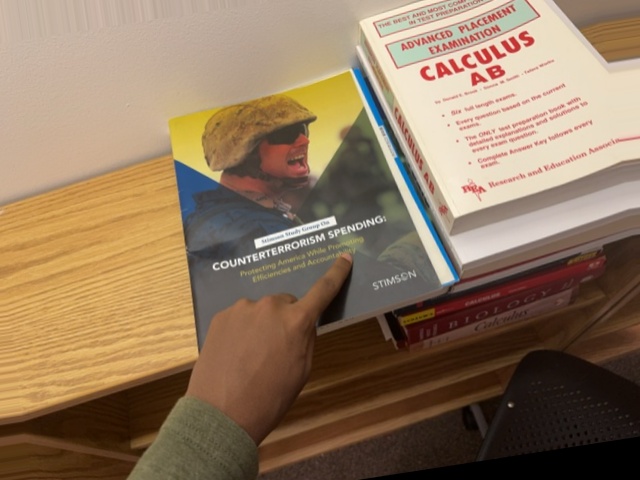 Stimson Study Group On
COUNTERTERRORISM SPENDING:
Protecting America While Promoting
Efficiencies and Accountability
STIMSON
THE BEST AND MOST
IN TEST PREPARATION
ADVANCED PLACEMENT
EXAMINATION
CALCULUS
AB
Six full length exams.
Every question based on the current
exams.
The ONLY test preparation book with
detailed explanations and solutions to
every exam question.
Complete Answer Key follows every
exam.
REA Research and Education
CALCULUS AB
BIOLOGY
Calculus